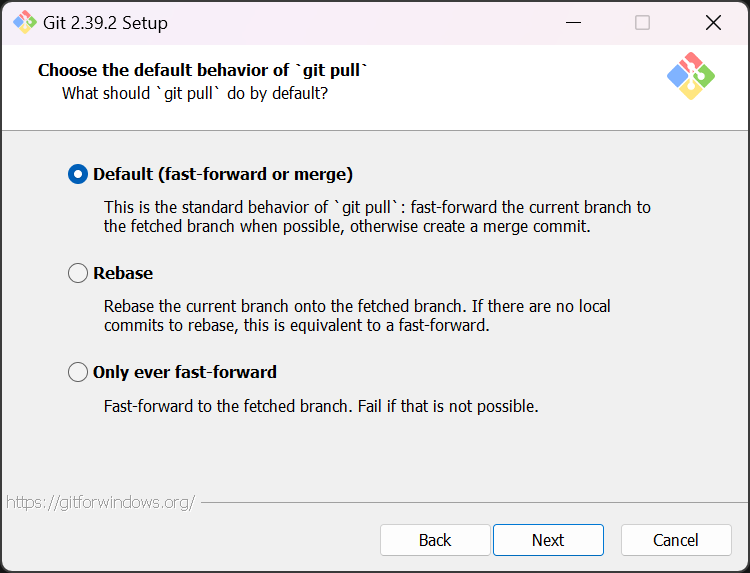 Git 2.39.2 Setup
Choose the default behavior of `git pull`
What should `git pull` do by default?
Default (fast-forward or merge)
This is the standard behavior of `git pull`: fast-forward the current branch to
the fetched branch when possible, otherwise create a merge commit.
Rebase
Rebase the current branch onto the fetched branch. If there are no local
commits to rebase, this is equivalent to a fast-forward.
Only ever fast-forward
Fast-forward to the fetched branch. Fail if that is not possible.
https://gitforwindows.org/
Back Next Cancel